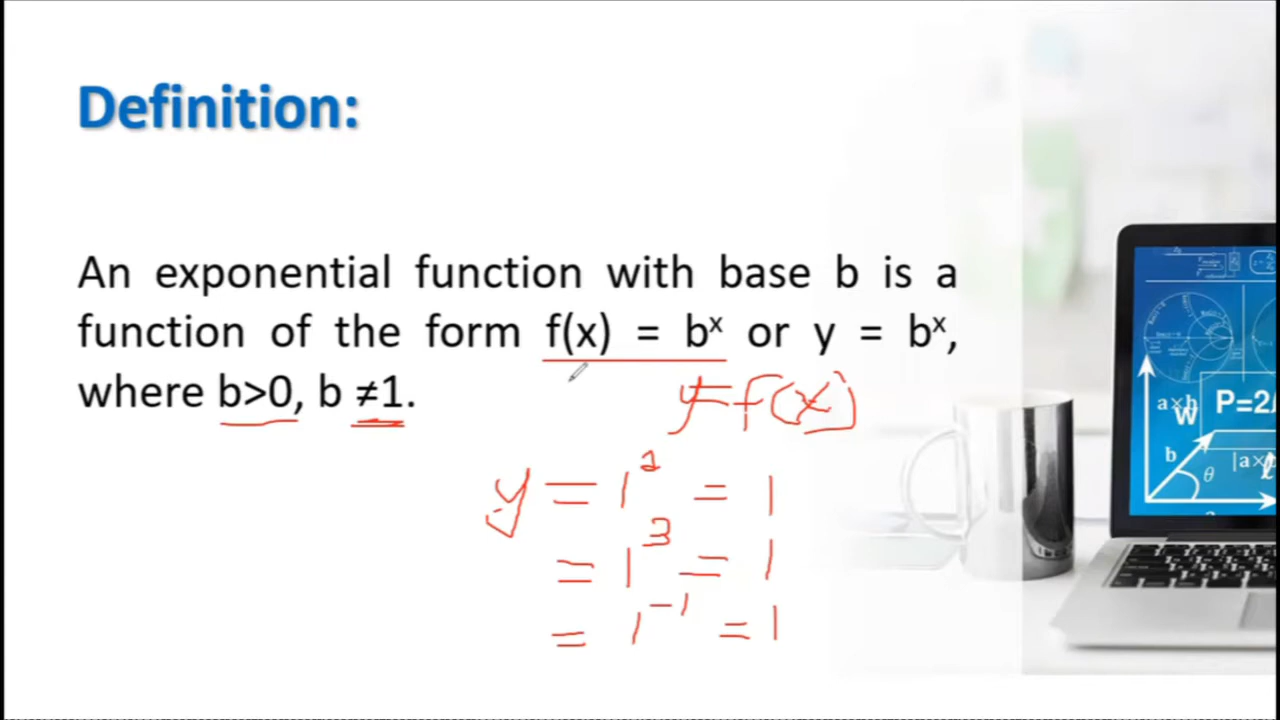 Definition:
An exponential function with base b is a
function of the form f(x) = bˣ or y = bˣ,
where b>0, b ≠1.
y=f(x)
y = 1² = 1
= 1³ = 1
= 1⁻¹ = 1
a×b
W
P=2
b
θ
|a×